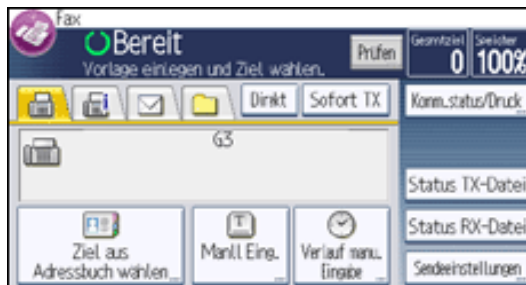 Fax
Bereit
Vorlage einlegen und Ziel wählen.
Prüfen
Gesamtziel
0
Speicher
100%
Direkt
Sofort TX
Komm.status/Druck
G3
Status TX-Datei
Status RX-Datei
Ziel aus
Adressbuch wählen
Manll Eing.
Verlauf manu.
Eingabe
Sendeeinstellungen